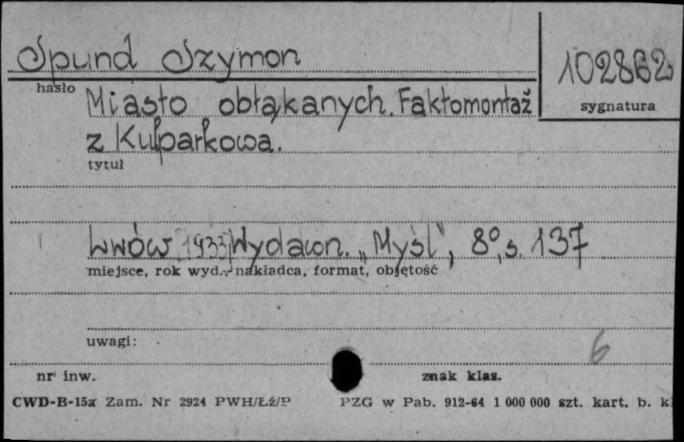 Spund Szymon
102862
hasło
sygnatura
Miasto obłąkanych. Faktomontaż
z Kulparkowa.
tytuł
Lwów [1933] Wydawn. „Myśl", 8°, s. 137
miejsce, rok wyd., nakładca, format, objętość
uwagi:
6
nr inw.
znak klas.
CWD-B-15a Zam. Nr 2924 PWH/Łź/P
PZG w Pab. 912-64 1 000 000 szt. kart. b. k